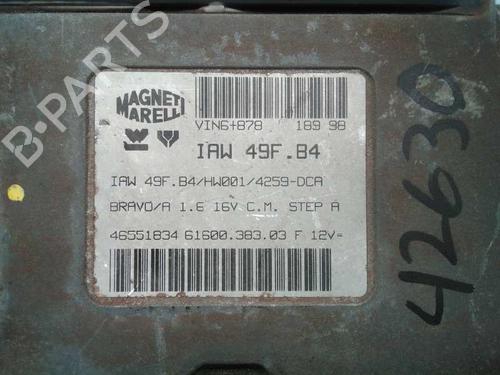 B-PARTS
MAGNETI
MARELLI
VIN6+878 189 98
IAW 49F.B4
IAW 49F.B4/HW001/4259-DCA
BRAVO/A 1.6 16V C.M. STEP A
46551834 61600.383.03 F 12V=
42630